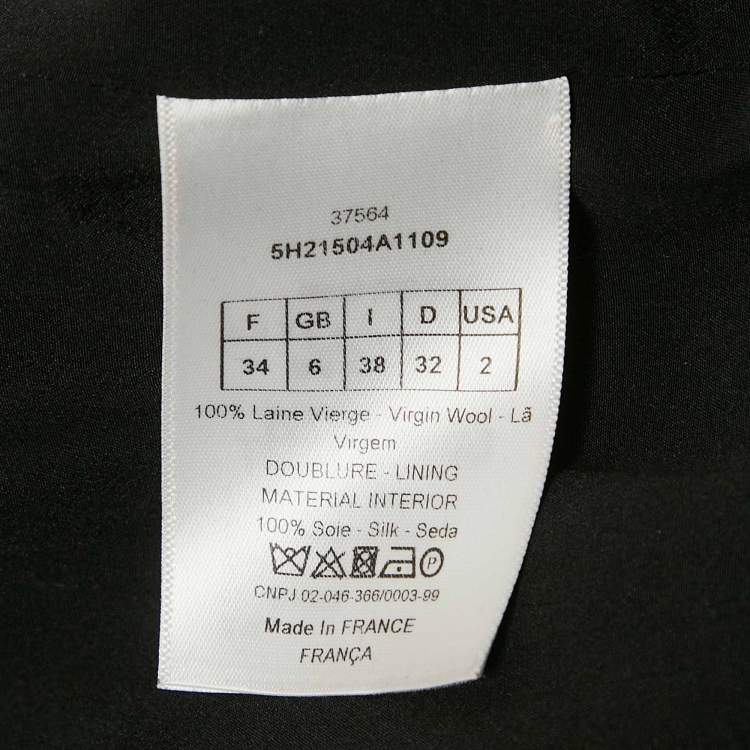 37564
5H21504A1109
F GB I D USA
34 6 38 32 2
100% Laine Vierge - Virgin Wool - Lã
Virgem
DOUBLURE - LINING
MATERIAL INTERIOR
100% Soie - Silk - Seda
P
CNPJ 02-046-366/0003-99
Made In FRANCE
FRANÇA